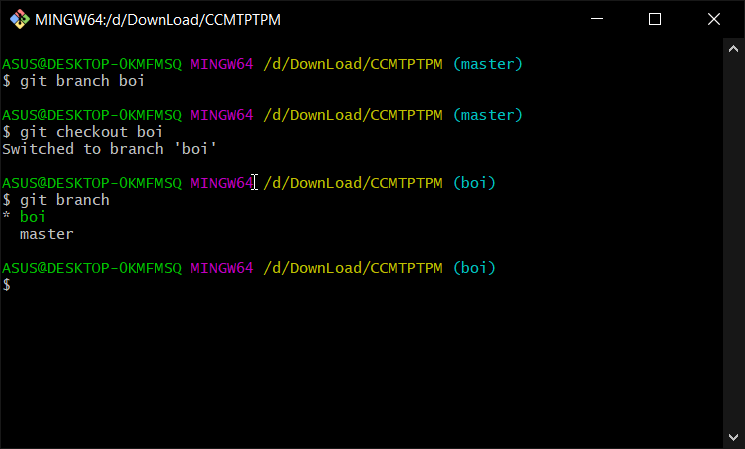 MINGW64:/d/DownLoad/CCMTPTPM
ASUS@DESKTOP-0KMFMSQ MINGW64 /d/DownLoad/CCMTPTPM (master)
$ git branch boi
ASUS@DESKTOP-0KMFMSQ MINGW64 /d/DownLoad/CCMTPTPM (master)
$ git checkout boi
Switched to branch 'boi'
ASUS@DESKTOP-0KMFMSQ MINGW64 /d/DownLoad/CCMTPTPM (boi)
$ git branch
* boi
  master
ASUS@DESKTOP-0KMFMSQ MINGW64 /d/DownLoad/CCMTPTPM (boi)
$